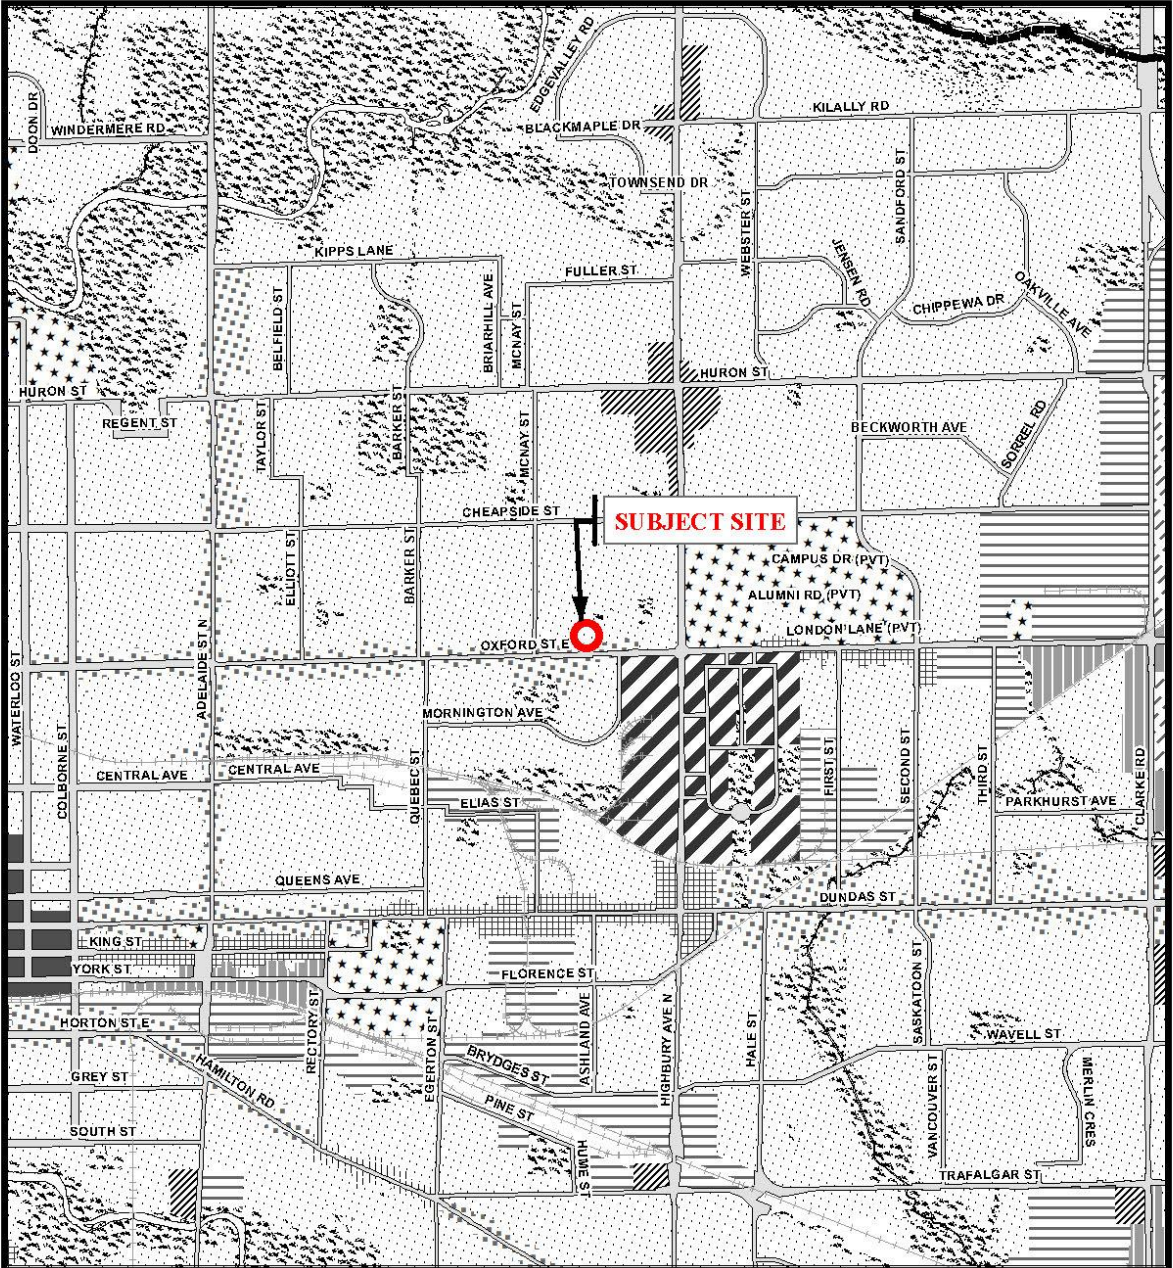 EDGEVALLEY RD
DOON DR
WINDERMERE RD
BLACKMAPLE DR
KILALLY RD
TOWNSEND DR
WEBSTER ST
SANDFORD ST
KIPPS LANE
FULLER ST
JENSEN RD
CHIPPEWA DR
OAKVILLE AVE
BELFIELD ST
BRIARHILL AVE
MCNAY ST
HURON ST
HURON ST
REGENT ST
TAYLOR ST
BARKER ST
MCNAY ST
BECKWORTH AVE
SORREL RD
CHEAPSIDE ST
SUBJECT SITE
ELLIOTT ST
BARKER ST
CAMPUS DR (PVT)
ALUMNI RD (PVT)
LONDON LANE (PVT)
OXFORD ST E
ADELAIDE ST N
WATERLOO ST
COLBORNE ST
MORNINGTON AVE
QUEBEC ST
FIRST ST
SECOND ST
THIRD ST
CLARKE RD
CENTRAL AVE
CENTRAL AVE
ELIAS ST
PARKHURST AVE
QUEENS AVE
DUNDAS ST
KING ST
YORK ST
FLORENCE ST
HORTON ST E
RECTORY ST
EGERTON ST
ASHLAND AVE
HIGHBURY AVE N
HALE ST
SASKATOON ST
WAVELL ST
GREY ST
HAMILTON RD
BRYDGES ST
PINE ST
VANCOUVER ST
MERLIN CRES
SOUTH ST
HUME ST
TRAFALGAR ST